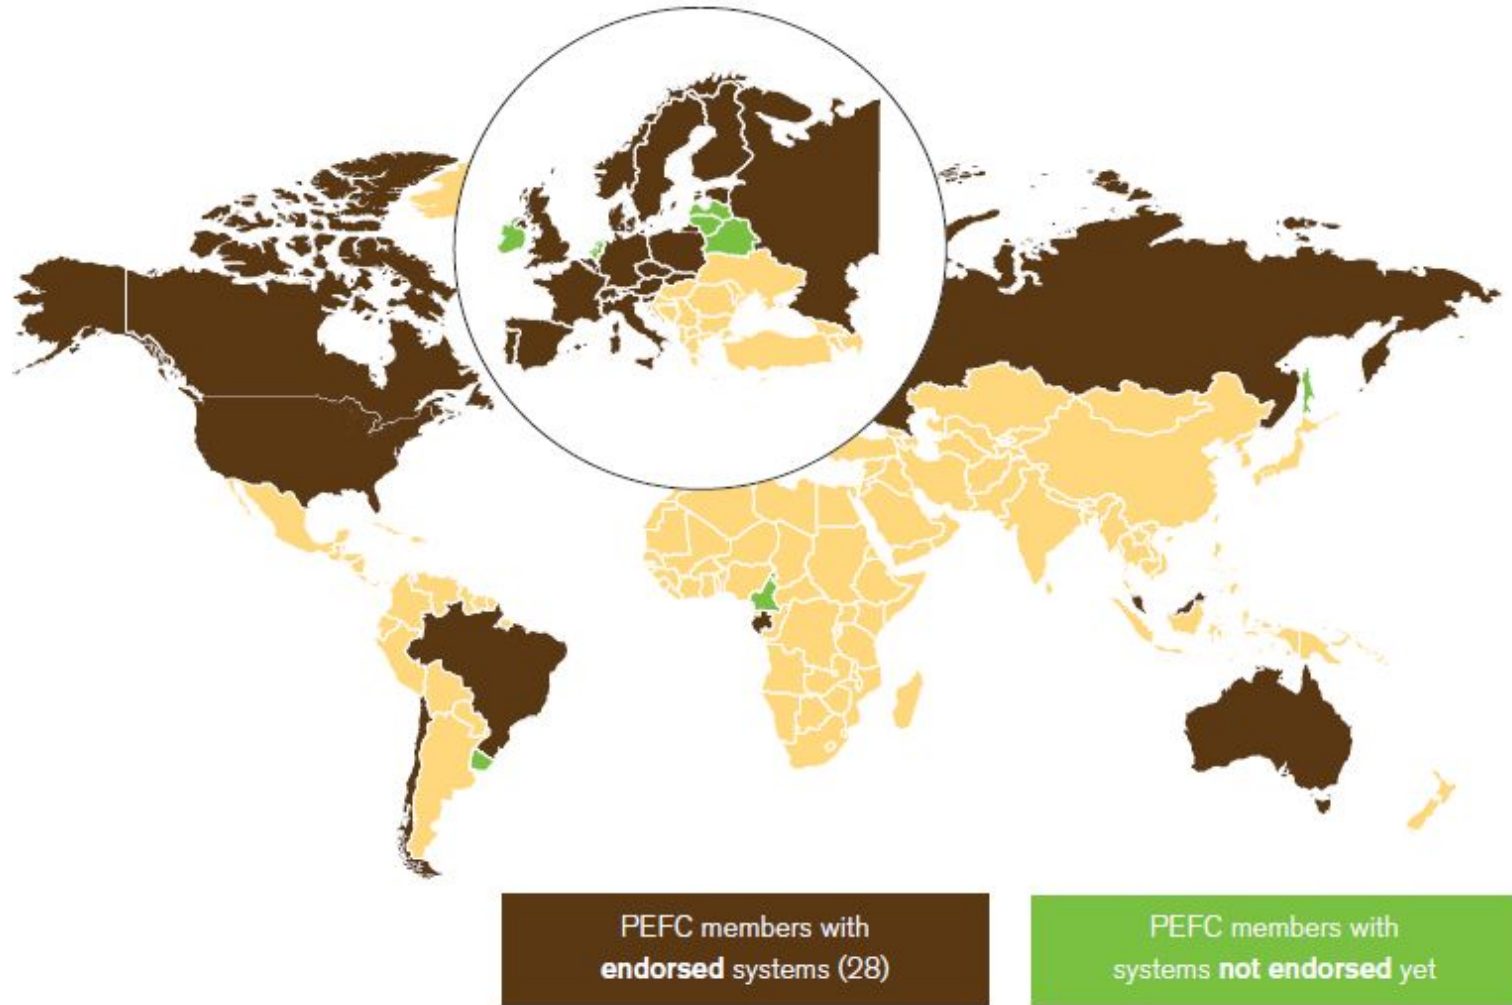 PEFC members with
endorsed systems (28)
PEFC members with
systems not endorsed yet